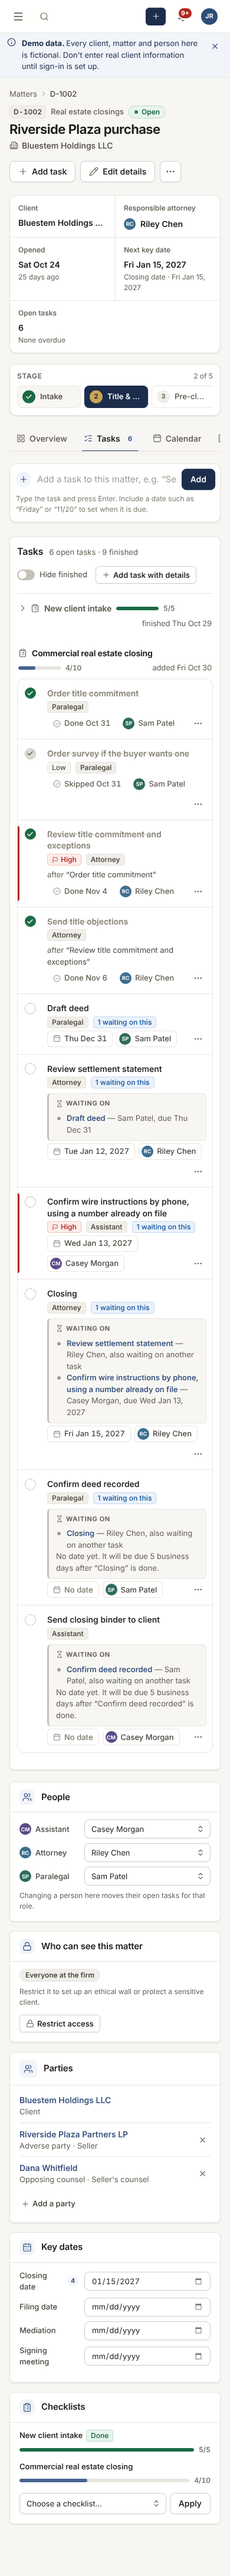 9+
JR
Demo data. Every client, matter and person here
is fictional. Don't enter real client information
until sign-in is set up.
Matters > D-1002
D-1002 Real estate closings Open
Riverside Plaza purchase
Bluestem Holdings LLC
Add task Edit details
Client
Bluestem Holdings ...
Responsible attorney
RC Riley Chen
Opened
Sat Oct 24
25 days ago
Next key date
Fri Jan 15, 2027
Closing date · Fri Jan 15,
2027
Open tasks
6
None overdue
STAGE 2 of 5
Intake 2 Title & ... 3 Pre-cl...
Overview Tasks 6 Calendar
Add a task to this matter, e.g. “Se Add
Type the task and press Enter. Include a date such as
“Friday” or “11/20” to set when it is due.
Tasks 6 open tasks · 9 finished
Hide finished Add task with details
New client intake 5/5
finished Thu Oct 29
Commercial real estate closing
4/10 added Fri Oct 30
Order title commitment
Paralegal
Done Oct 31 SP Sam Patel
Order survey if the buyer wants one
Low Paralegal
Skipped Oct 31 SP Sam Patel
Review title commitment and
exceptions
High Attorney
after “Order title commitment”
Done Nov 4 RC Riley Chen
Send title objections
Attorney
after “Review title commitment and
exceptions”
Done Nov 6 RC Riley Chen
Draft deed
Paralegal 1 waiting on this
Thu Dec 31 SP Sam Patel
Review settlement statement
Attorney 1 waiting on this
WAITING ON
Draft deed — Sam Patel, due Thu
Dec 31
Tue Jan 12, 2027 RC Riley Chen
Confirm wire instructions by phone,
using a number already on file
High Assistant 1 waiting on this
Wed Jan 13, 2027
CM Casey Morgan
Closing
Attorney 1 waiting on this
WAITING ON
Review settlement statement —
Riley Chen, also waiting on another
task
Confirm wire instructions by phone,
using a number already on file —
Casey Morgan, due Wed Jan 13,
2027
Fri Jan 15, 2027 RC Riley Chen
Confirm deed recorded
Paralegal 1 waiting on this
WAITING ON
Closing — Riley Chen, also waiting
on another task
No date yet. It will be due 5 business
days after “Closing” is done.
No date SP Sam Patel
Send closing binder to client
Assistant
WAITING ON
Confirm deed recorded — Sam
Patel, also waiting on another task
No date yet. It will be due 5 business
days after “Confirm deed recorded” is
done.
No date CM Casey Morgan
People
CM Assistant Casey Morgan
RC Attorney Riley Chen
SP Paralegal Sam Patel
Changing a person here moves their open tasks for that
role.
Who can see this matter
Everyone at the firm
Restrict it to set up an ethical wall or protect a sensitive
client.
Restrict access
Parties
Bluestem Holdings LLC
Client
Riverside Plaza Partners LP
Adverse party · Seller
Dana Whitfield
Opposing counsel · Seller's counsel
Add a party
Key dates
Closing
date 4 01/15/2027
Filing date mm/dd/yyyy
Mediation mm/dd/yyyy
Signing
meeting mm/dd/yyyy
Checklists
New client intake Done
5/5
Commercial real estate closing
4/10
Choose a checklist... Apply